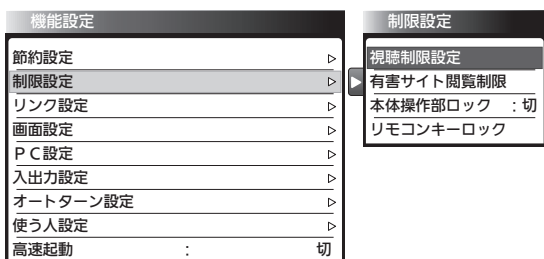 機能設定
節約設定
制限設定
リンク設定
画面設定
ＰＣ設定
入出力設定
オートターン設定
使う人設定
高速起動 : 切
制限設定
視聴制限設定
有害サイト閲覧制限
本体操作部ロック : 切
リモコンキーロック